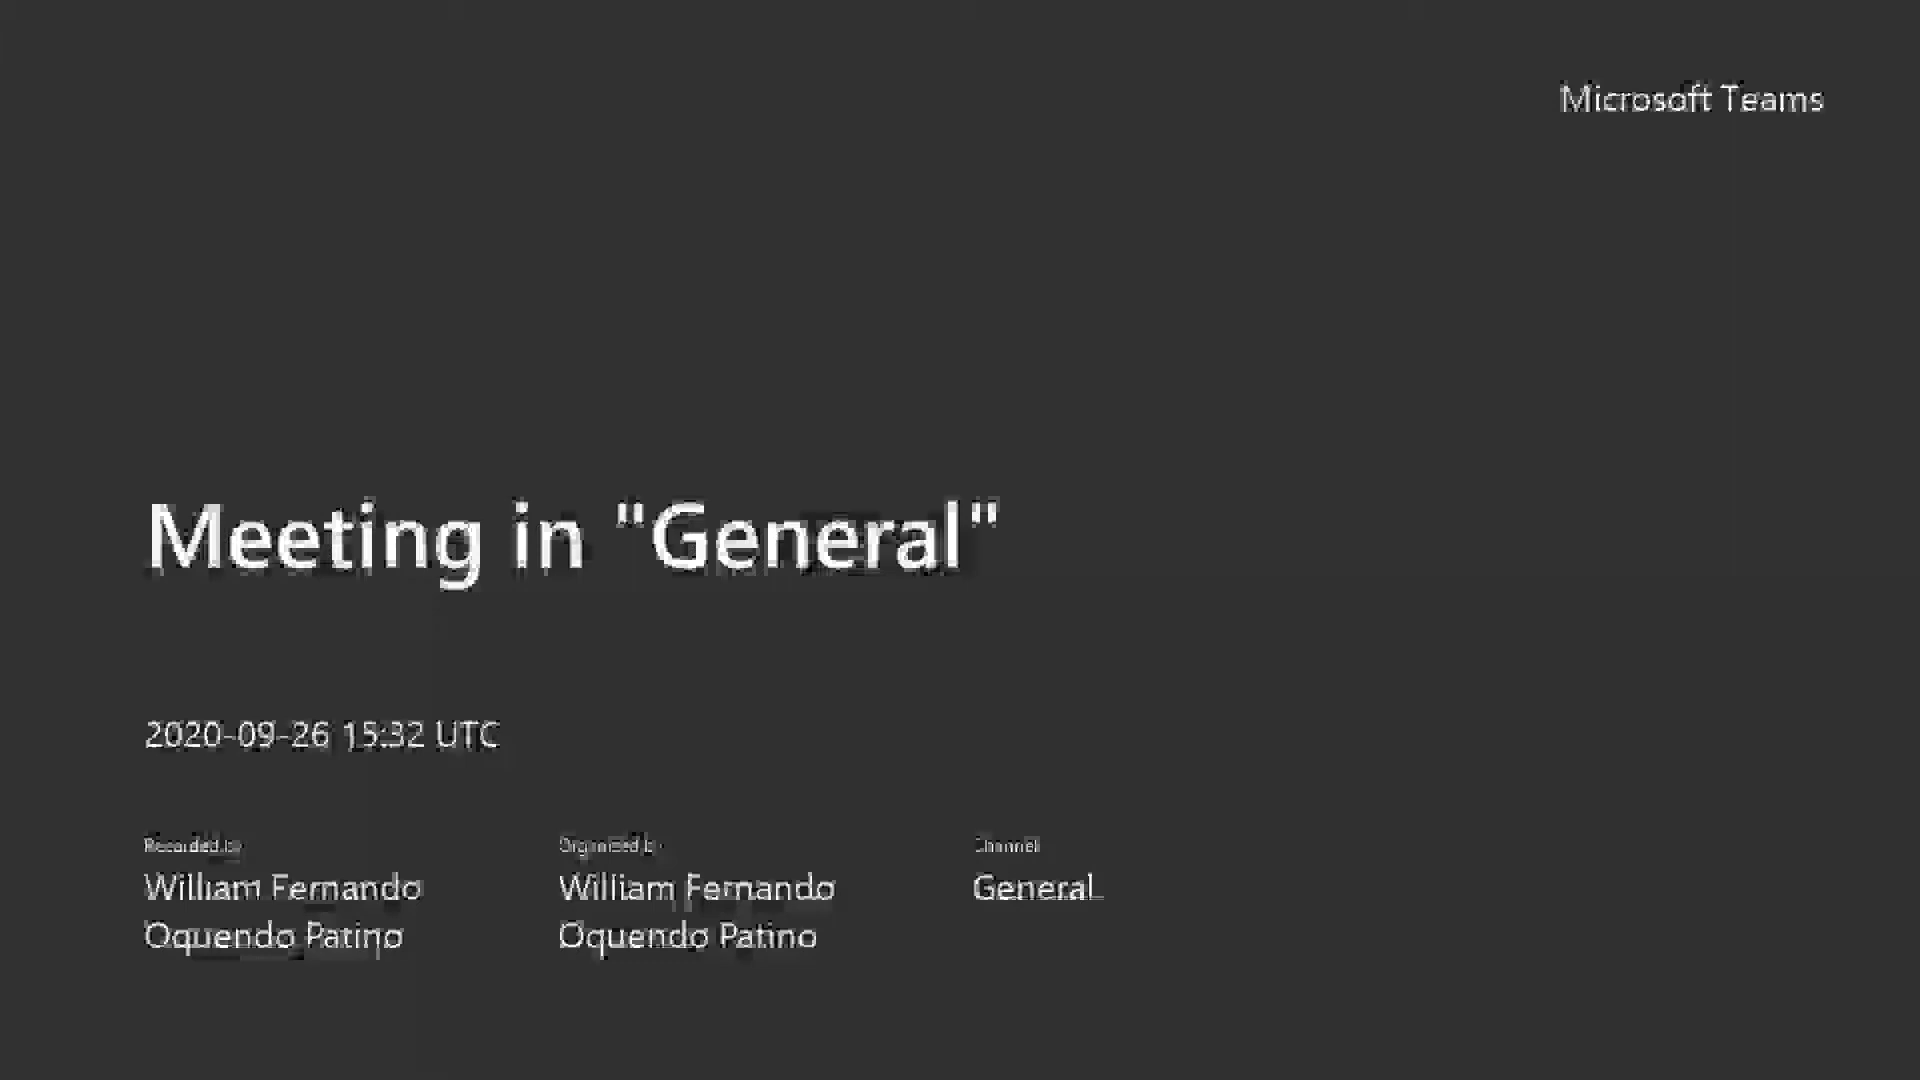 Microsoft Teams
Meeting in "General"
2020-09-26 15:32 UTC
Recorded by
Organized by
Channel
William Fernando
William Fernando
General
Oquendo Patino
Oquendo Patino